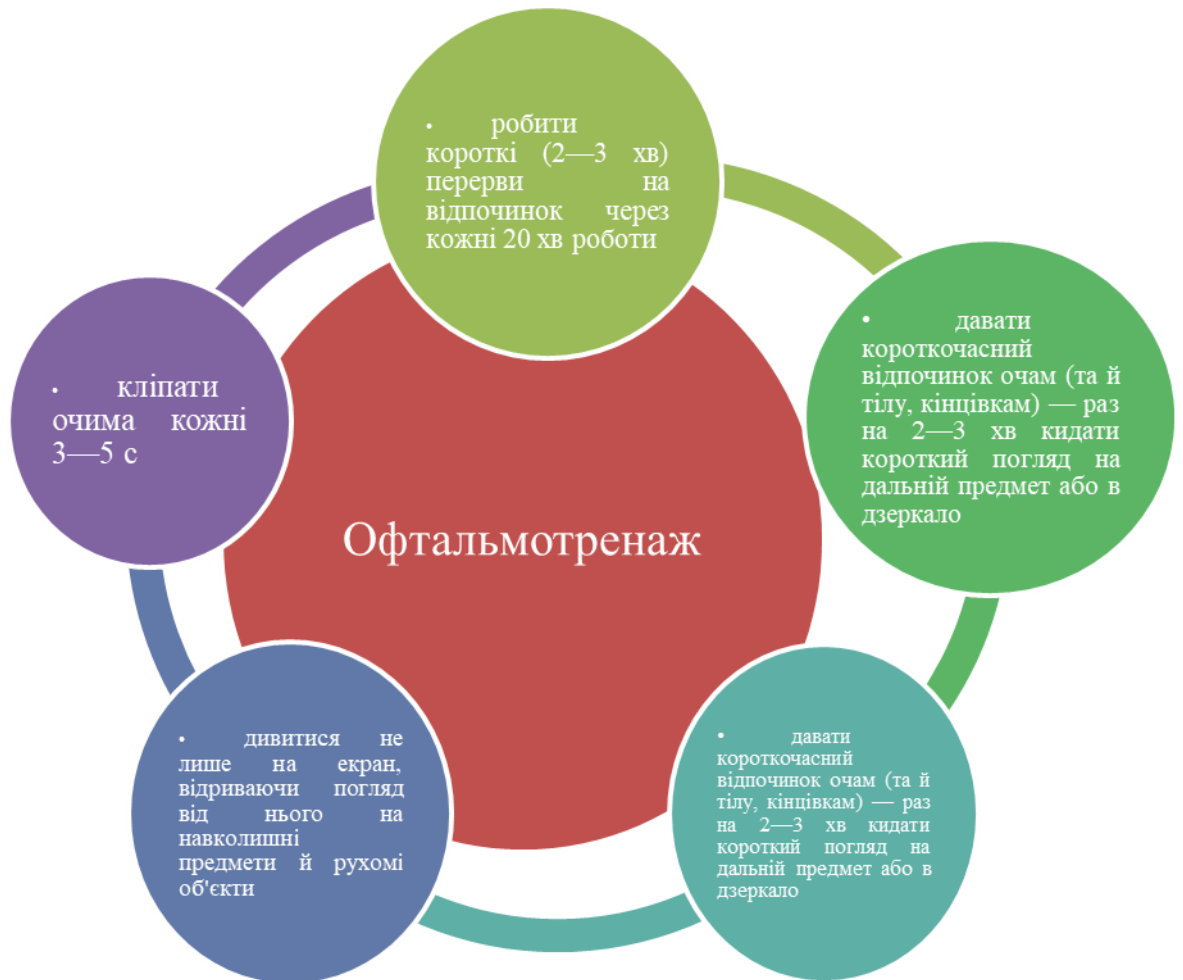 • робити
короткі (2—3 хв)
перерви на
відпочинок через
кожні 20 хв роботи
• давати
короткочасний
відпочинок очам (та й
тілу, кінцівкам) — раз
на 2—3 хв кидати
короткий погляд на
дальній предмет або в
дзеркало
• давати
короткочасний
відпочинок очам (та й
тілу, кінцівкам) — раз
на 2—3 хв кидати
короткий погляд на
дальній предмет або в
дзеркало
• дивитися не
лише на екран,
відриваючи погляд
від нього на
навколишні
предмети й рухомі
об'єкти
• кліпати
очима кожні
3—5 с
Офтальмотренаж